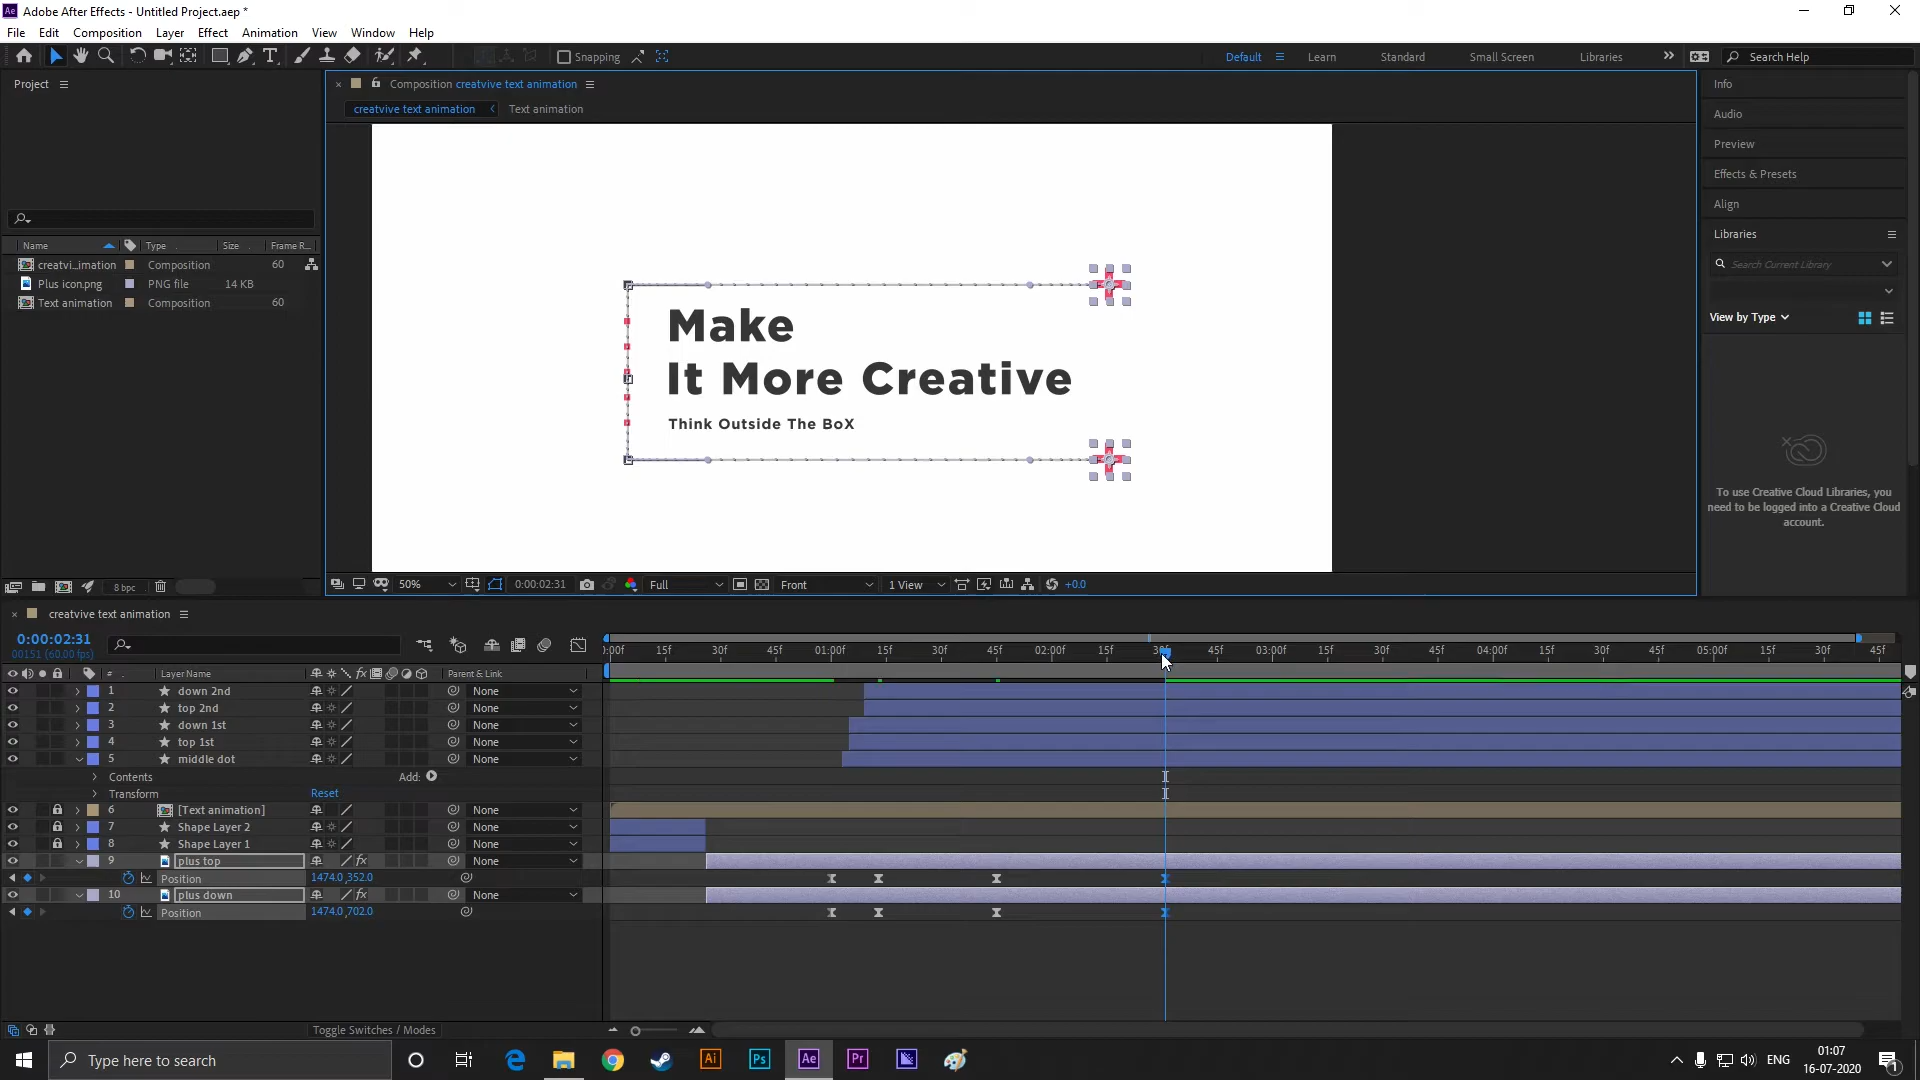 Ae Adobe After Effects - Untitled Project.aep *
File Edit Composition Layer Effect Animation View Window Help
Snapping Default Learn Standard Small Screen Libraries Search Help
Project
Composition creatvive text animation
creatvive text animation Text animation
Name Type Size Frame R...
creatvi...imation Composition 60
Plus icon.png PNG file 14 KB
Text animation Composition 60
Make
It More Creative
Think Outside The BoX
Info
Audio
Preview
Effects & Presets
Align
Libraries
Search Current Library
View by Type
To use Creative Cloud Libraries, you
need to be logged into a Creative Cloud
account.
8 bpc
50% 0:00:02:31 Full Front 1 View +0.0
creatvive text animation
0:00:02:31
00151 (60.00 fps)
:00f 15f 30f 45f 01:00f 15f 30f 45f 02:00f 15f 45f 03:00f 15f 30f 45f 04:00f 15f 30f 45f 05:00f 15f 30f 45f
# Layer Name fx Parent & Link
1 down 2nd None
2 top 2nd None
3 down 1st None
4 top 1st None
5 middle dot None
Contents Add:
Transform Reset
6 [Text animation] None
7 Shape Layer 2 None
8 Shape Layer 1 None
9 plus top fx None
Position 1474.0,352.0
10 plus down fx None
Position 1474.0,702.0
Toggle Switches / Modes
Type here to search
Ai Ps Ae Pr
ENG
01:07
16-07-2020
1